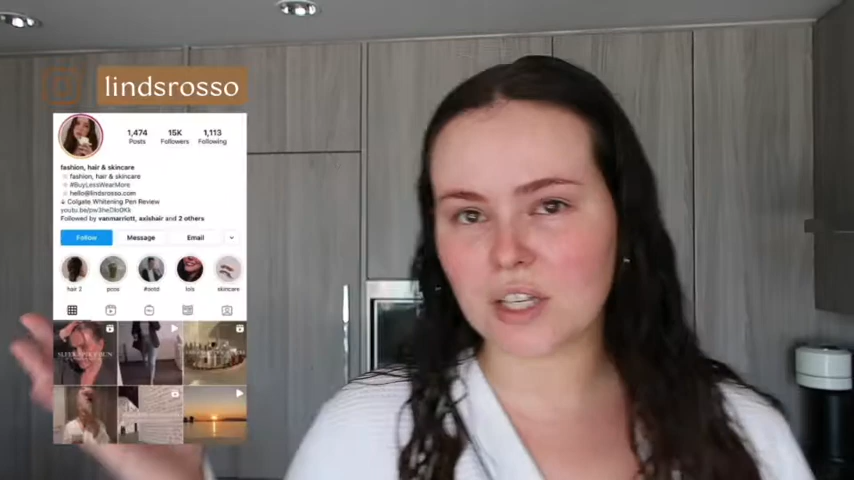 lindsrosso
1,474 15K 1,113
Posts Followers Following
fashion, hair & skincare
fashion, hair & skincare
#BuyLessWearMore
hello@lindsrosso.com
Colgate Whitening Pen Review
Followed by vanmarriott, axishair and 2 others
Follow Message Email
hair 2 pcos #ootd lols skincare